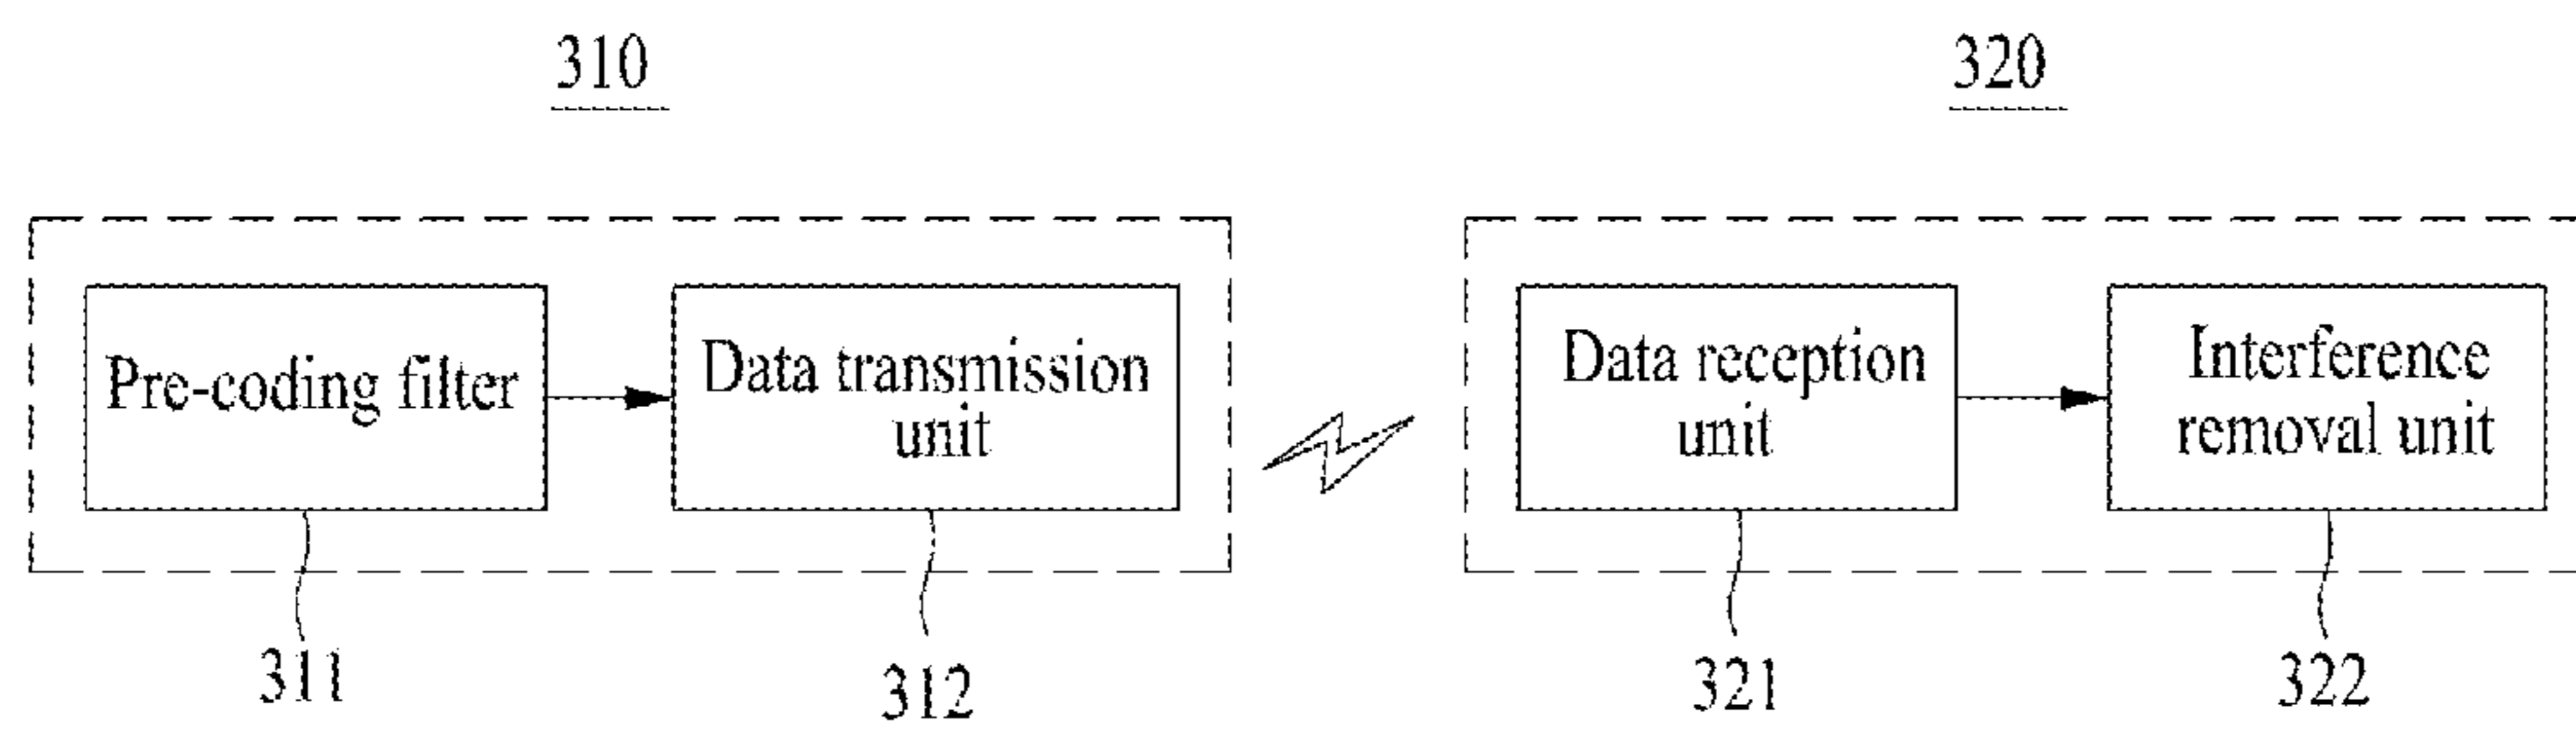 310
320
Pre-coding filter
Data transmission
unit
Data reception
unit
Interference
removal unit
311
312
321
322